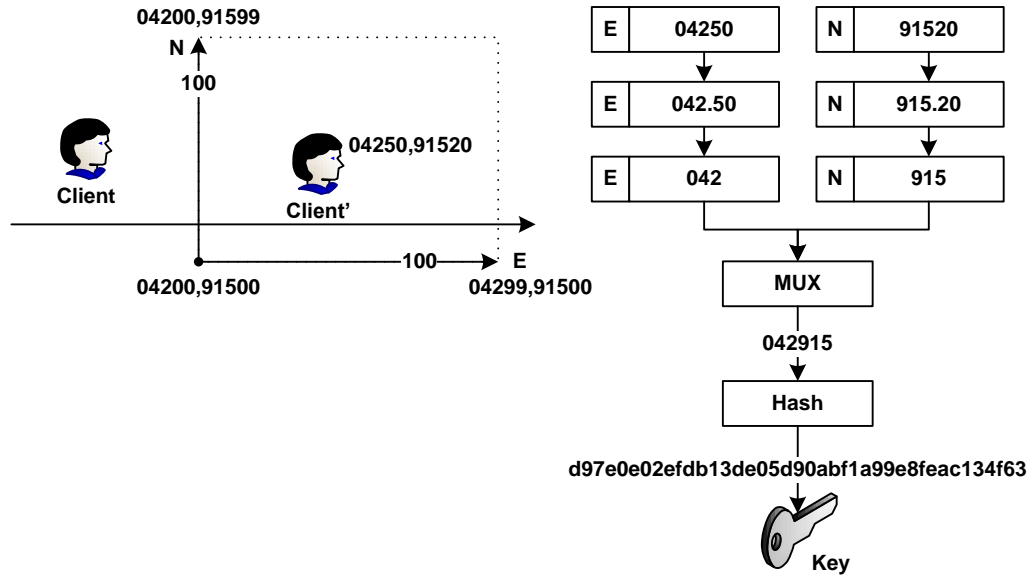 04200,91599
N
100
Client
04250,91520
Client'
100
E
04200,91500
04299,91500
E 04250
N 91520
E 042.50
N 915.20
E 042
N 915
MUX
042915
Hash
d97e0e02efdb13de05d90abf1a99e8feac134f63
Key